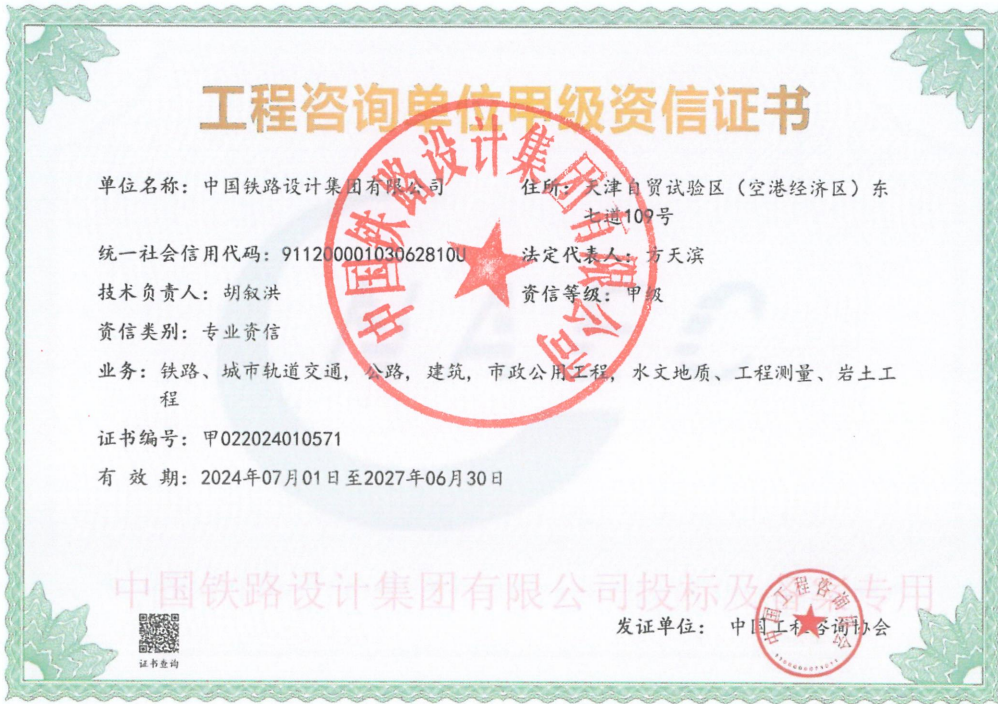 工程咨询单位甲级资信证书
单位名称：中国铁路设计集团有限公司
住所：天津自贸试验区（空港经济区）东
七道109号
统一社会信用代码：91120000103062810U
法定代表人：方天滨
技术负责人：胡叙洪
资信等级：甲级
资信类别：专业资信
业务：铁路、城市轨道交通，公路，建筑，市政公用工程，水文地质、工程测量、岩土工
程
证书编号：甲022024010571
有 效 期：2024年07月01日至2027年06月30日
中国铁路设计集团有限公司
中国铁路设计集团有限公司投标及专用
发证单位：中国工程咨询协会
中国工程咨询协会
证书查询